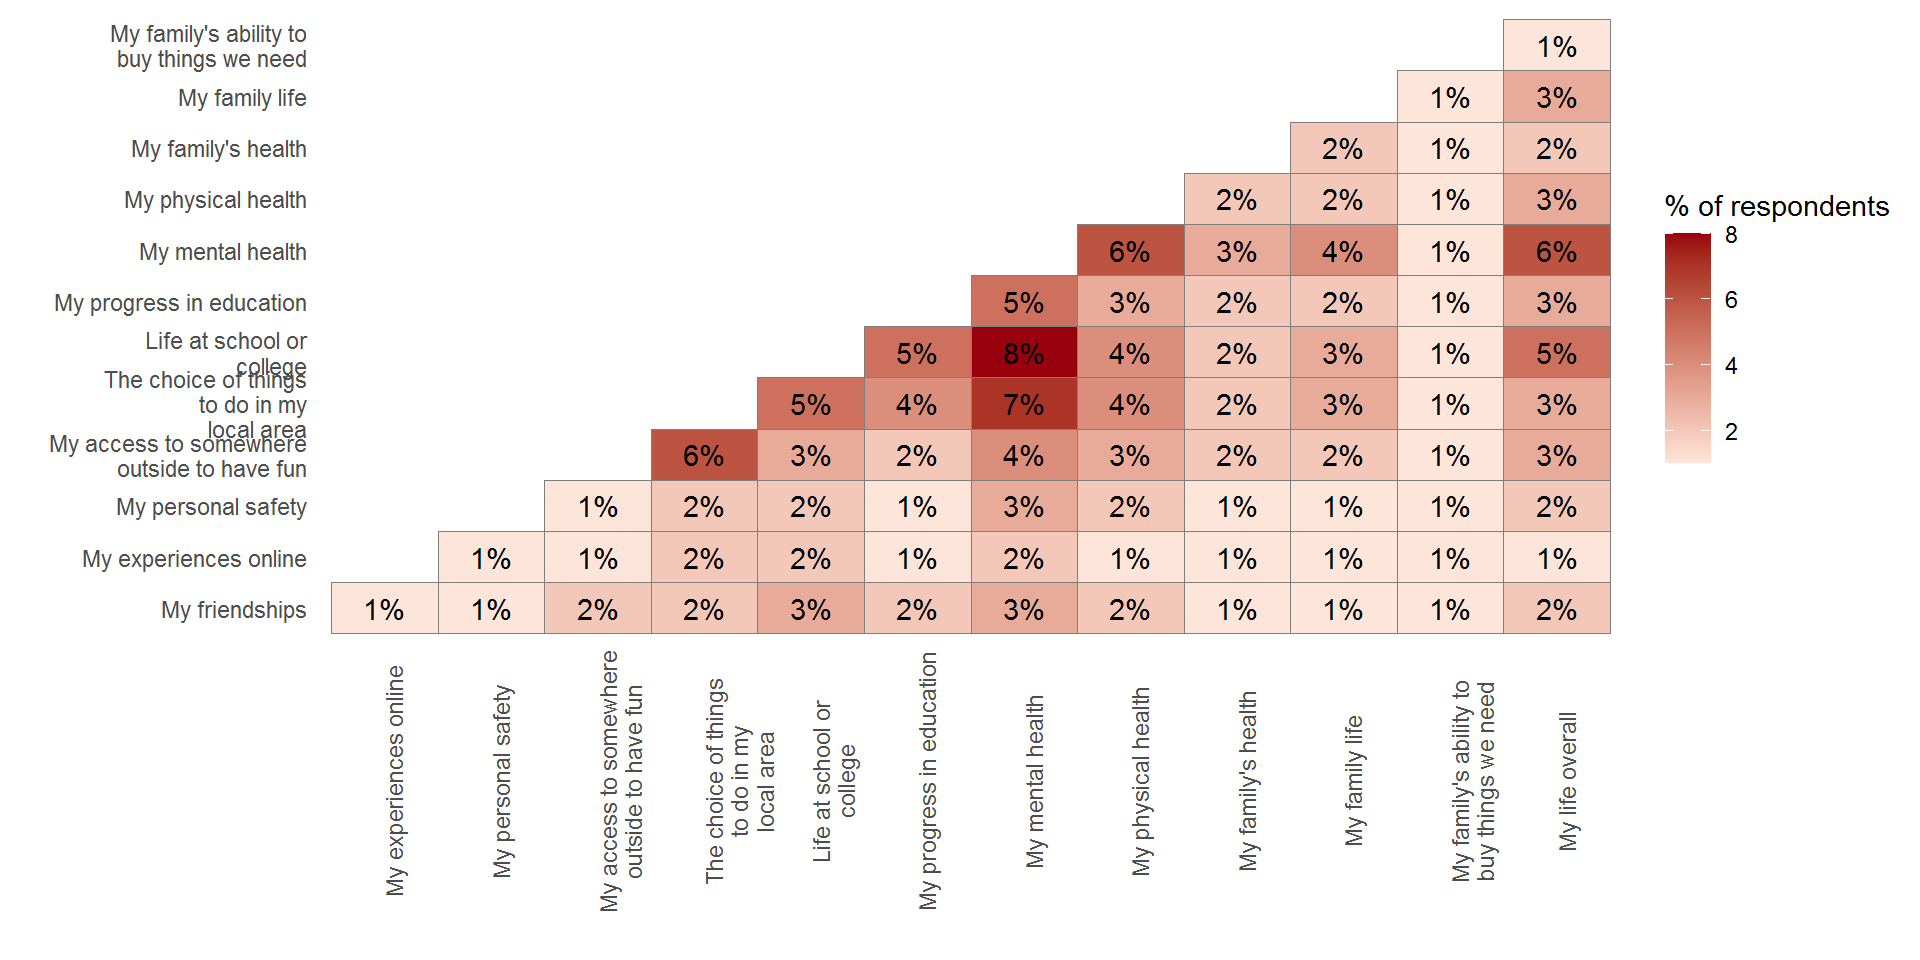 My family's ability to
buy things we need
1%
My family life
1% 3%
My family's health
2% 1% 2%
My physical health
2% 2% 1% 3%
% of respondents
My mental health
6% 3% 4% 1% 6%
8
My progress in education
5% 3% 2% 2% 1% 3%
6
Life at school or
college
5% 8% 4% 2% 3% 1% 5%
4
The choice of things
to do in my
local area
5% 4% 7% 4% 2% 3% 1% 3%
2
My access to somewhere
outside to have fun
6% 3% 2% 4% 3% 2% 2% 1% 3%
My personal safety
1% 2% 2% 1% 3% 2% 1% 1% 1% 2%
My experiences online
1% 1% 2% 2% 1% 2% 1% 1% 1% 1% 1%
My friendships
1% 1% 2% 2% 3% 2% 3% 2% 1% 1% 1% 2%
My experiences online
My personal safety
My access to somewhere
outside to have fun
The choice of things
to do in my
local area
Life at school or
college
My progress in education
My mental health
My physical health
My family's health
My family life
My family's ability to
buy things we need
My life overall